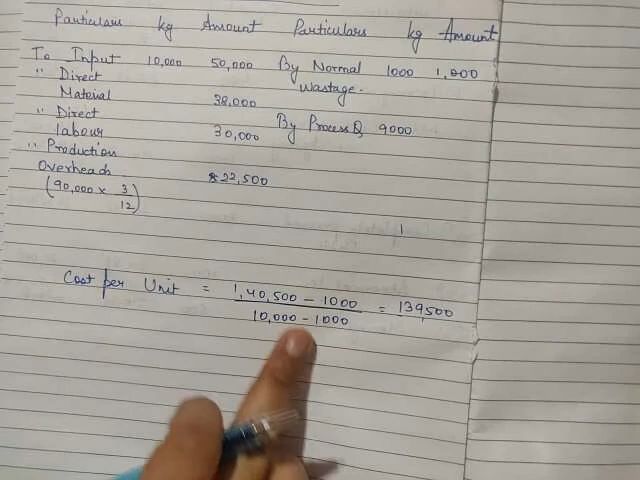 Particulars kg Amount Particulars kg Amount
To Input 10,000 50,000 By Normal 1000 1,000
" Direct Wastage.
Material 38,000
" Direct By Process 9000
labour 30,000
" Production
Overheads 22,500
(90,000 × 3/12)
Cost per Unit = 1,40,500 - 1000 / 10,000 - 1000 = 139,500